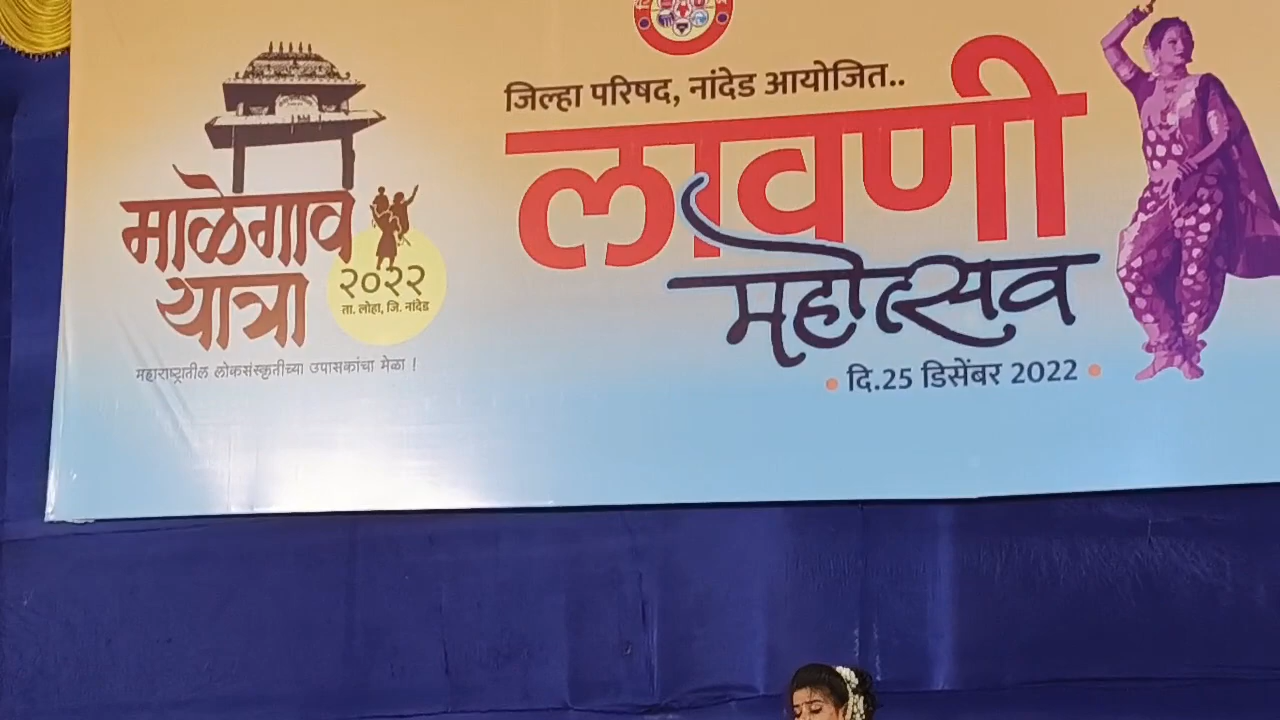 जिल्हा परिषद, नांदेड आयोजित..
लावणी
महोत्सव
दि.25 डिसेंबर 2022
माळेगाव
यात्रा
२०२२
ता. लोहा, जि. नांदेड
महाराष्ट्रातील लोकसंस्कृतीच्या उपासकांचा मेळा !